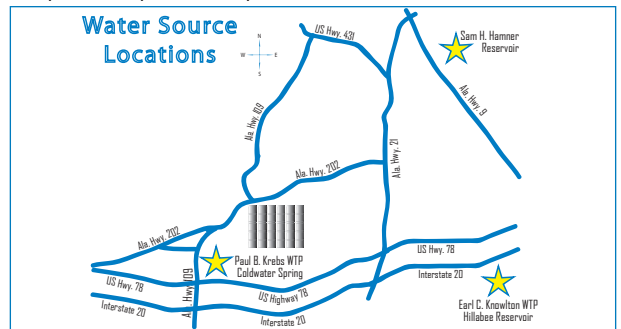 Water Source
Locations
N
W
E
S
US Hwy. 431
Sam H. Hamner
Reservoir
Ala. Hwy. 109
Ala. Hwy. 9
Ala. Hwy. 21
Ala. Hwy. 202
Ala. Hwy. 202
Paul B. Krebs WTP
Coldwater Spring
US Hwy. 78
Interstate 20
US Hwy. 78
US Highway 78
Ala. Hwy. 109
Interstate 20
Interstate 20
Earl C. Knowlton WTP
Hillabee Reservoir